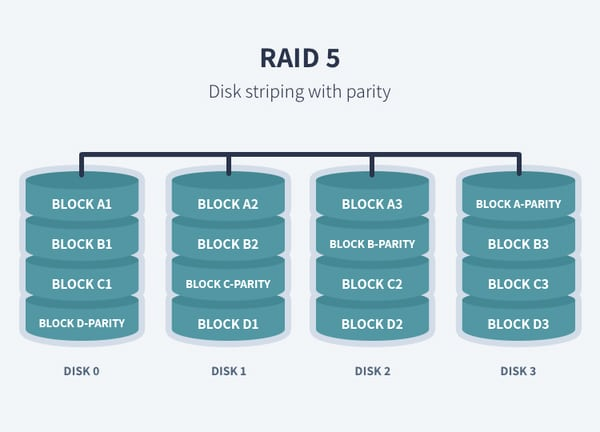 RAID 5
Disk striping with parity
BLOCK A1
BLOCK A2
BLOCK A3
BLOCK A-PARITY
BLOCK B1
BLOCK B2
BLOCK B-PARITY
BLOCK B3
BLOCK C1
BLOCK C-PARITY
BLOCK C2
BLOCK C3
BLOCK D-PARITY
BLOCK D1
BLOCK D2
BLOCK D3
DISK 0
DISK 1
DISK 2
DISK 3